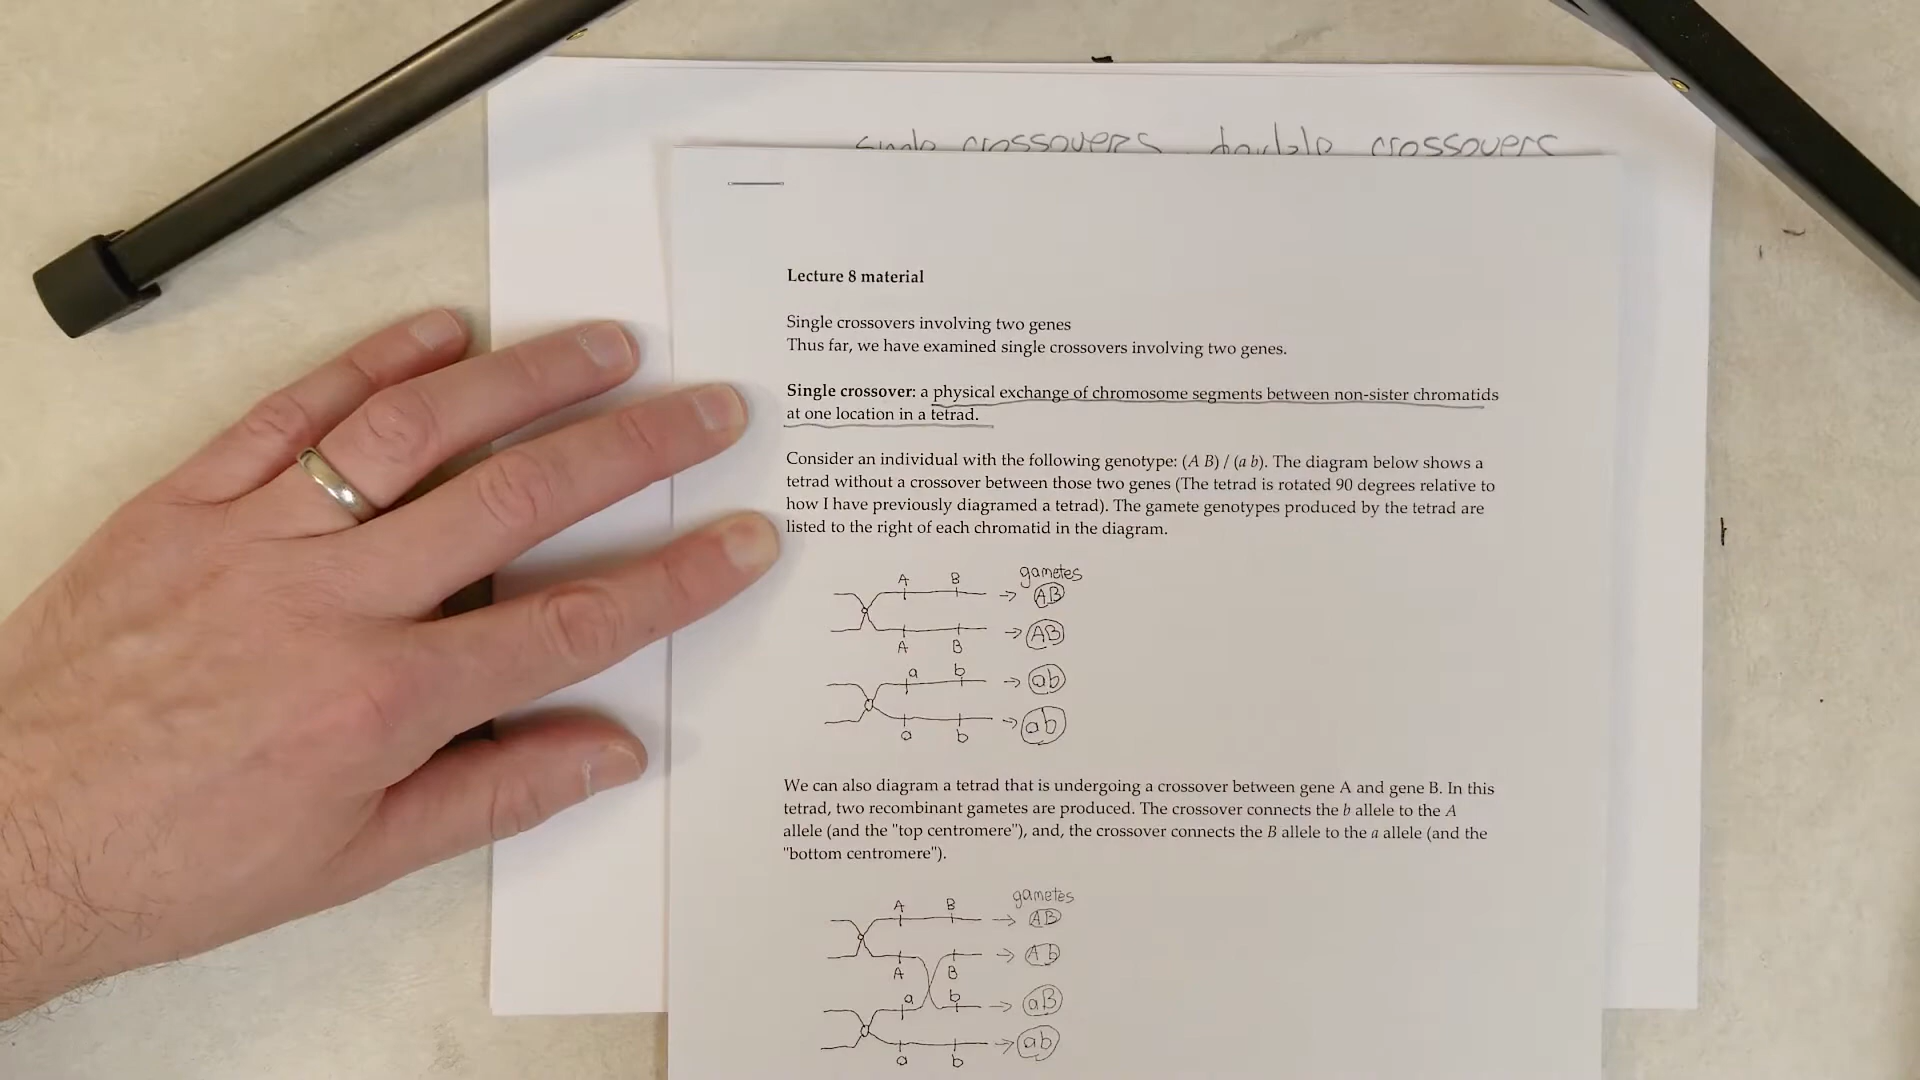 crossovers double crossovers
Lecture 8 material
Single crossovers involving two genes
Thus far, we have examined single crossovers involving two genes.
Single crossover: a physical exchange of chromosome segments between non-sister chromatids
at one location in a tetrad.
Consider an individual with the following genotype: (A B) / (a b). The diagram below shows a
tetrad without a crossover between those two genes (The tetrad is rotated 90 degrees relative to
how I have previously diagramed a tetrad). The gamete genotypes produced by the tetrad are
listed to the right of each chromatid in the diagram.
A B gametes
→ AB
→ AB
A B
a b
→ ab
→ ab
a b
We can also diagram a tetrad that is undergoing a crossover between gene A and gene B. In this
tetrad, two recombinant gametes are produced. The crossover connects the b allele to the A
allele (and the "top centromere"), and, the crossover connects the B allele to the a allele (and the
"bottom centromere").
A B gametes
→ AB
→ Ab
A B
a b
→ aB
→ ab
a b